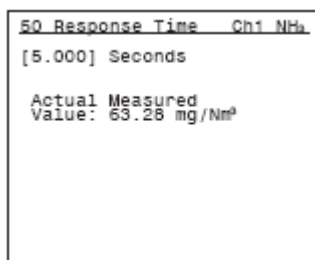 50 Response Time Ch1 NH₃
[5.000] Seconds
Actual Measured
Value: 63.28 mg/Nm³